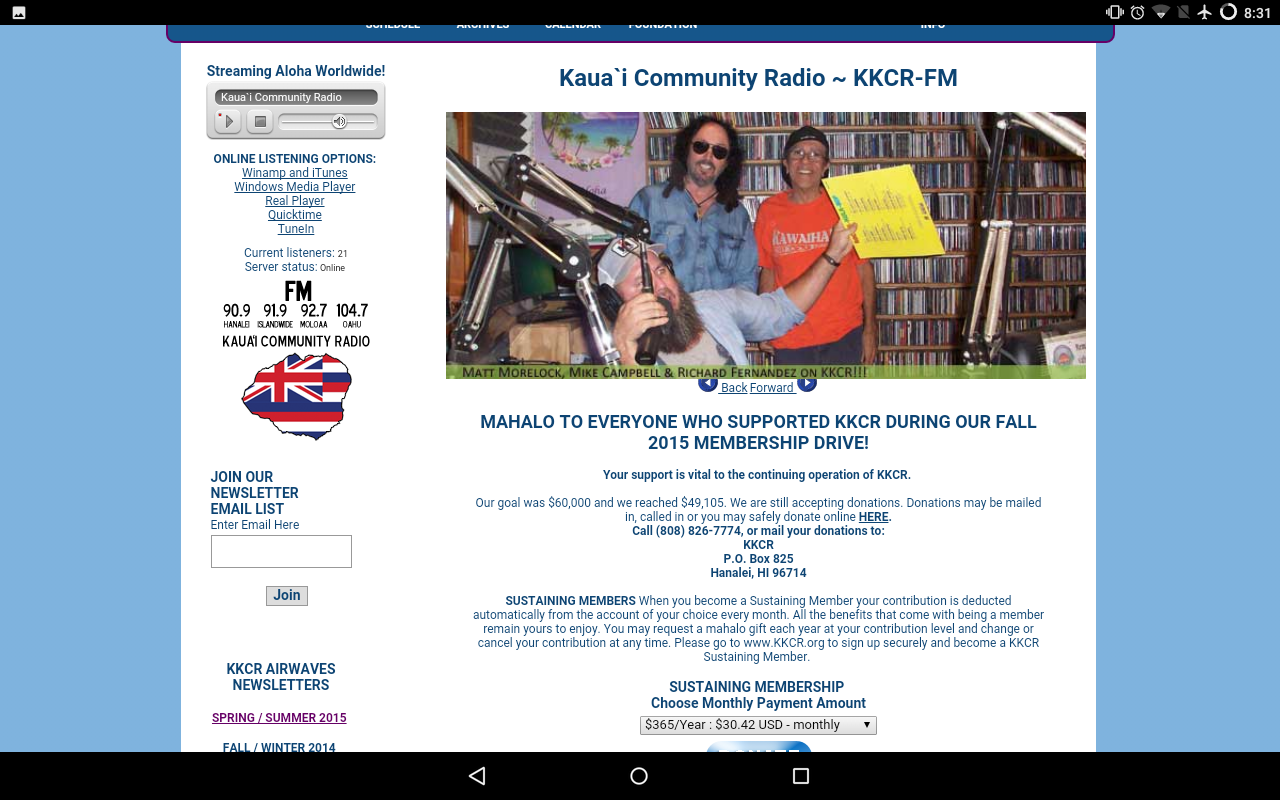 8:31
SCHEDULE ARCHIVES CALENDAR FOUNDATION INFO
Streaming Aloha Worldwide!
Kaua`i Community Radio
ONLINE LISTENING OPTIONS:
Winamp and iTunes
Windows Media Player
Real Player
Quicktime
TuneIn
Current listeners: 21
Server status: Online
FM
90.9 91.9 92.7 104.7
HANALEI ISLANDWIDE MOLOAA OAHU
KAUA'I COMMUNITY RADIO
JOIN OUR
NEWSLETTER
EMAIL LIST
Enter Email Here
Join
KKCR AIRWAVES
NEWSLETTERS
SPRING / SUMMER 2015
FALL / WINTER 2014
Kaua`i Community Radio ~ KKCR-FM
MATT MORELOCK, MIKE CAMPBELL & RICHARD FERNANDEZ ON KKCR!!!
Back Forward
MAHALO TO EVERYONE WHO SUPPORTED KKCR DURING OUR FALL
2015 MEMBERSHIP DRIVE!
Your support is vital to the continuing operation of KKCR.
Our goal was $60,000 and we reached $49,105. We are still accepting donations. Donations may be mailed
in, called in or you may safely donate online HERE.
Call (808) 826-7774, or mail your donations to:
KKCR
P.O. Box 825
Hanalei, HI 96714
SUSTAINING MEMBERS When you become a Sustaining Member your contribution is deducted
automatically from the account of your choice every month. All the benefits that come with being a member
remain yours to enjoy. You may request a mahalo gift each year at your contribution level and change or
cancel your contribution at any time. Please go to www.KKCR.org to sign up securely and become a KKCR
Sustaining Member.
SUSTAINING MEMBERSHIP
Choose Monthly Payment Amount
$365/Year : $30.42 USD - monthly